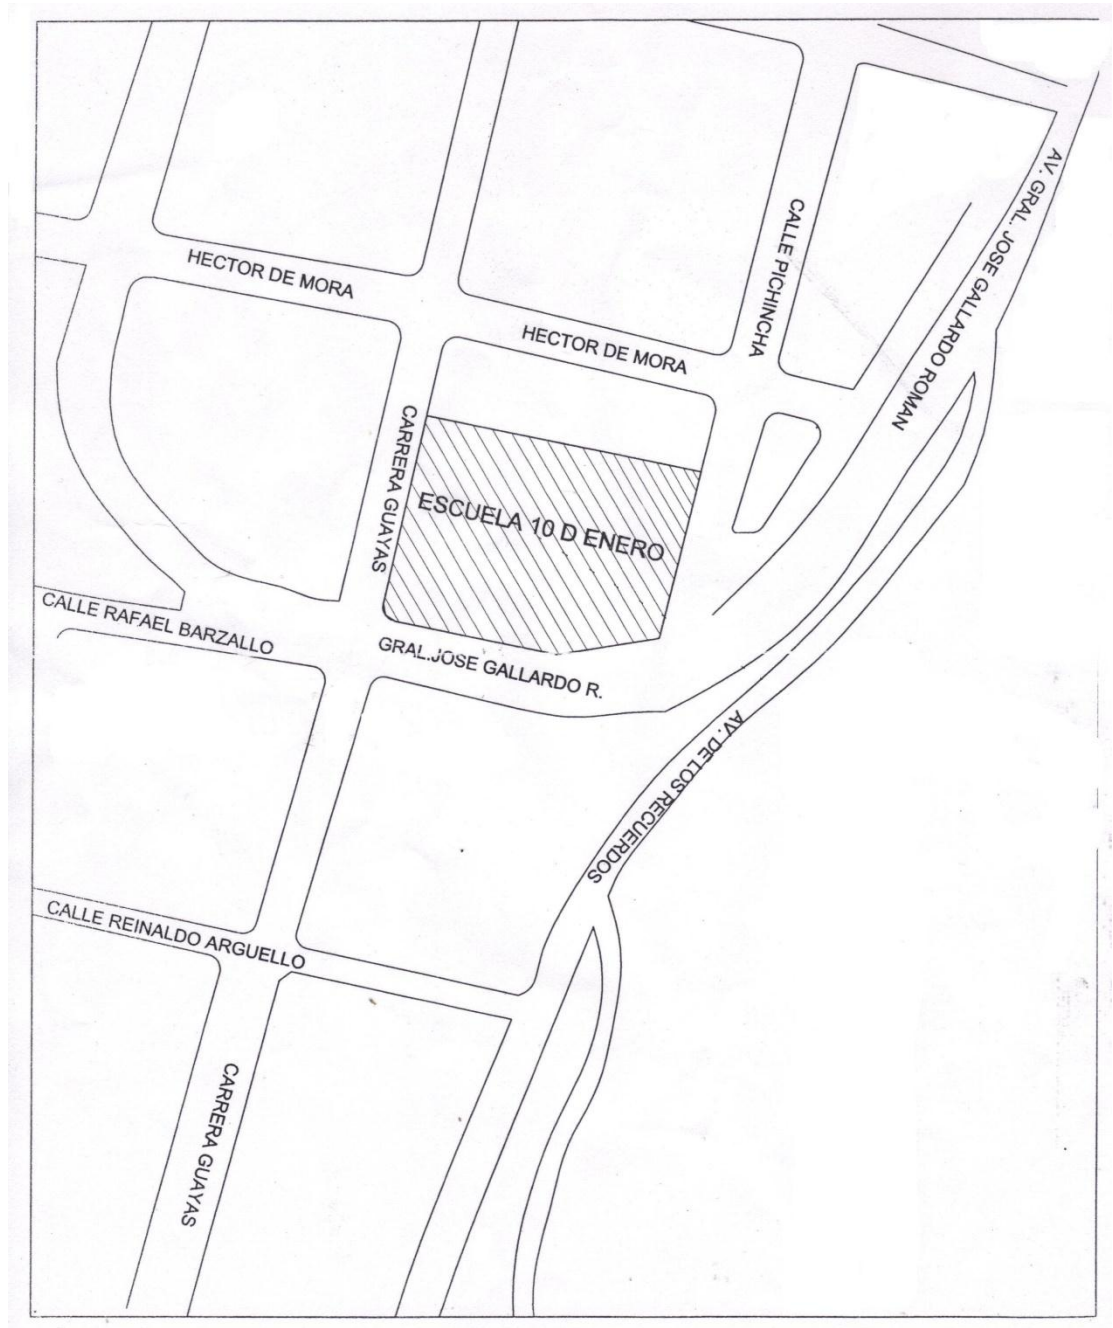 AV. GRAL. JOSE GALLARDO ROMAN
CALLE PICHINCHA
HECTOR DE MORA
HECTOR DE MORA
CARRERA GUAYAS
ESCUELA 10 D ENERO
CALLE RAFAEL BARZALLO
GRAL.JOSE GALLARDO R.
AV. DE LOS RECUERDOS
CALLE REINALDO ARGUELLO
CARRERA GUAYAS